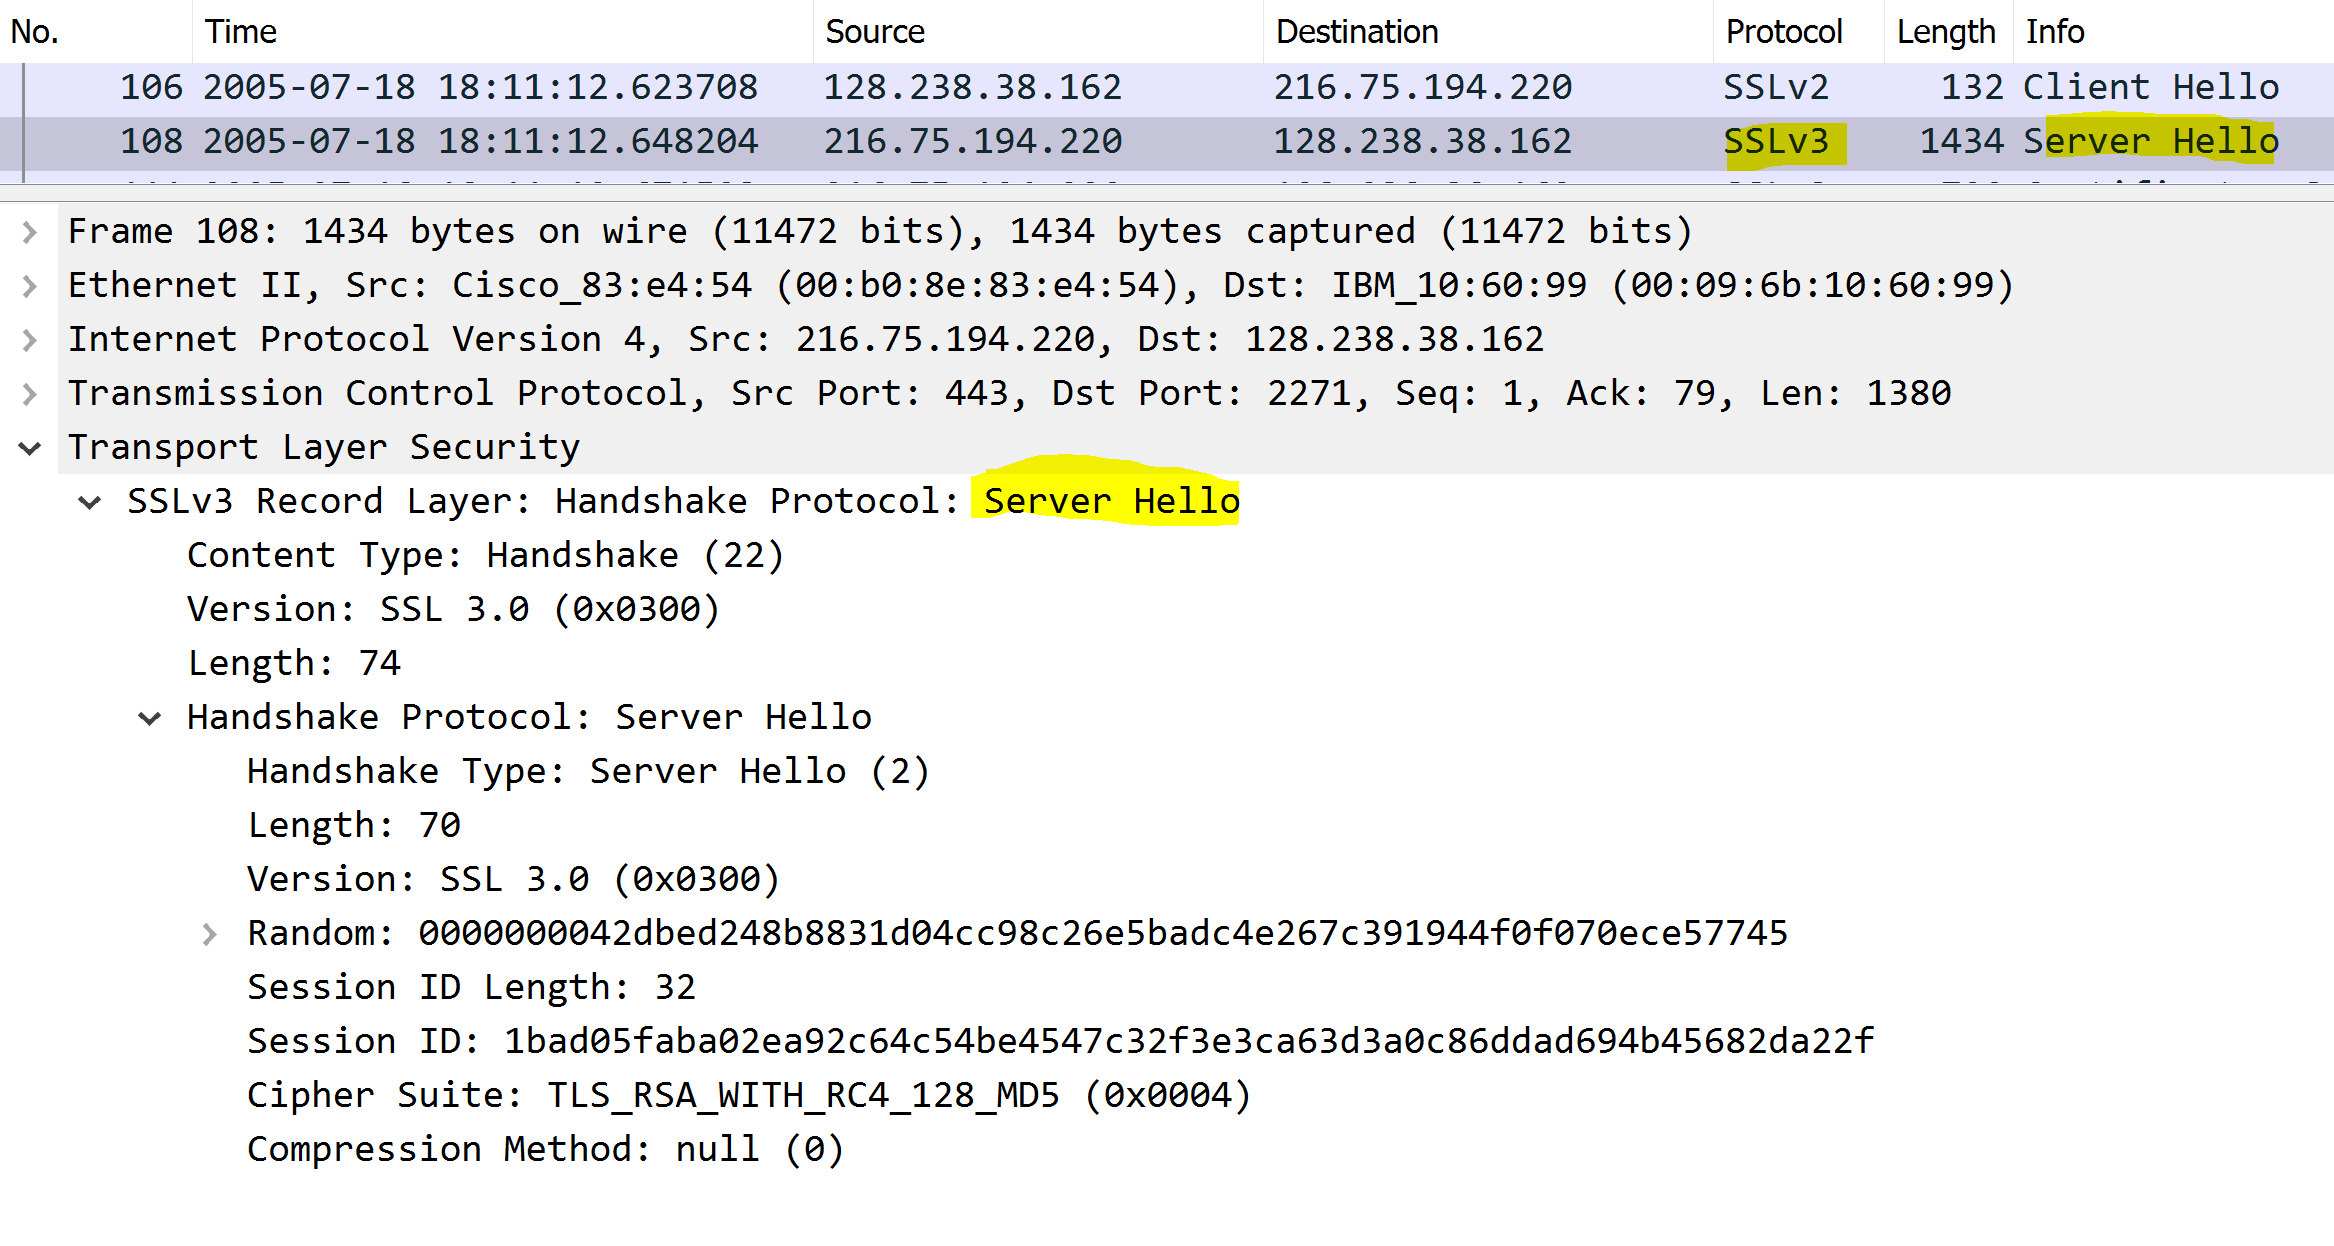 No. Time Source Destination Protocol Length Info
106 2005-07-18 18:11:12.623708 128.238.38.162 216.75.194.220 SSLv2 132 Client Hello
108 2005-07-18 18:11:12.648204 216.75.194.220 128.238.38.162 SSLv3 1434 Server Hello
Frame 108: 1434 bytes on wire (11472 bits), 1434 bytes captured (11472 bits)
Ethernet II, Src: Cisco_83:e4:54 (00:b0:8e:83:e4:54), Dst: IBM_10:60:99 (00:09:6b:10:60:99)
Internet Protocol Version 4, Src: 216.75.194.220, Dst: 128.238.38.162
Transmission Control Protocol, Src Port: 443, Dst Port: 2271, Seq: 1, Ack: 79, Len: 1380
Transport Layer Security
SSLv3 Record Layer: Handshake Protocol: Server Hello
Content Type: Handshake (22)
Version: SSL 3.0 (0x0300)
Length: 74
Handshake Protocol: Server Hello
Handshake Type: Server Hello (2)
Length: 70
Version: SSL 3.0 (0x0300)
Random: 0000000042dbed248b8831d04cc98c26e5badc4e267c391944f0f070ece57745
Session ID Length: 32
Session ID: 1bad05faba02ea92c64c54be4547c32f3e3ca63d3a0c86ddad694b45682da22f
Cipher Suite: TLS_RSA_WITH_RC4_128_MD5 (0x0004)
Compression Method: null (0)